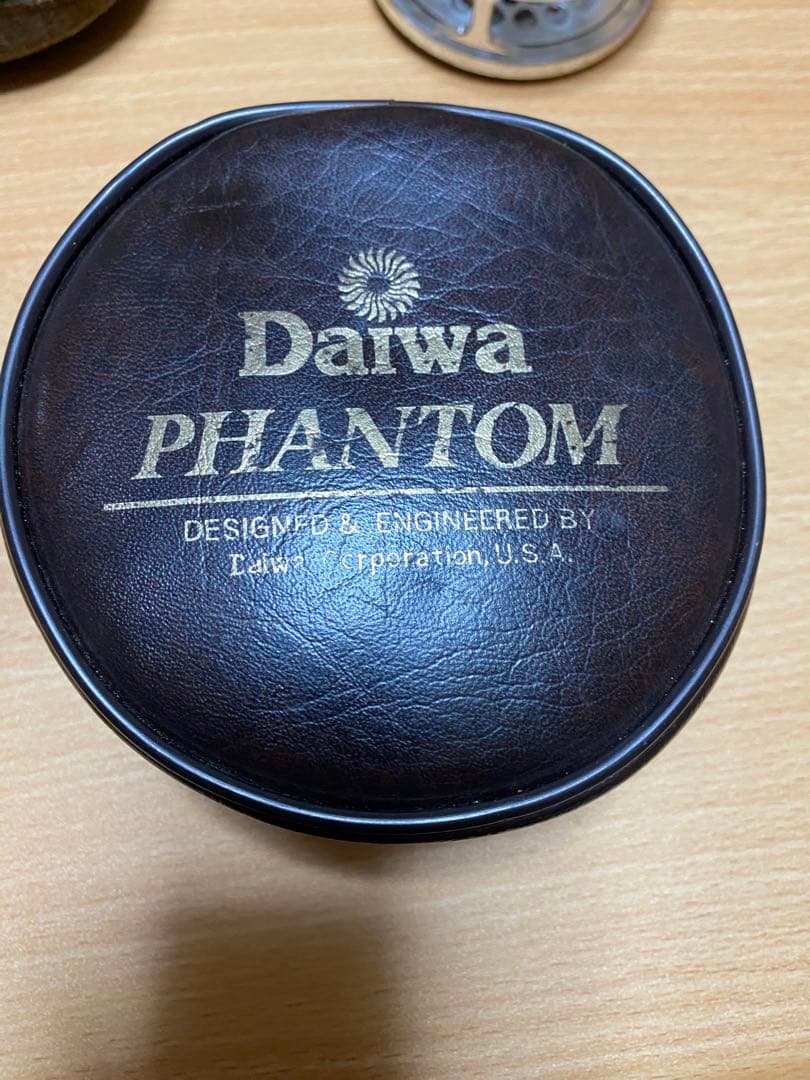 Daiwa
PHANTOM
DESIGNED & ENGINEERED BY
Daiwa Corporation, U.S.A.